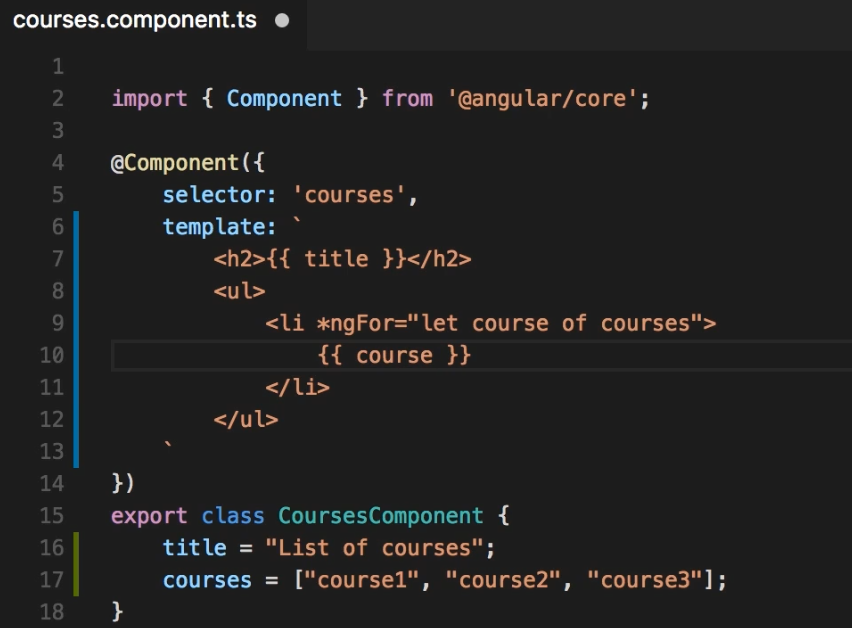 courses.component.ts
1
2 import { Component } from '@angular/core';
3
4 @Component({
5     selector: 'courses',
6     template: `
7         <h2>{{ title }}</h2>
8         <ul>
9             <li *ngFor="let course of courses">
10                 {{ course }}
11             </li>
12         </ul>
13     `
14 })
15 export class CoursesComponent {
16     title = "List of courses";
17     courses = ["course1", "course2", "course3"];
18 }